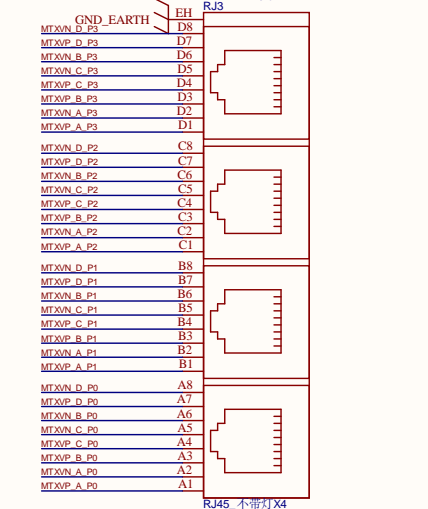 RJ3
EH
GND_EARTH
MTXVN_D_P3 D8
MTXVP_D_P3 D7
MTXVN_B_P3 D6
MTXVN_C_P3 D5
MTXVP_C_P3 D4
MTXVP_B_P3 D3
MTXVN_A_P3 D2
MTXVP_A_P3 D1
MTXVN_D_P2 C8
MTXVP_D_P2 C7
MTXVN_B_P2 C6
MTXVN_C_P2 C5
MTXVP_C_P2 C4
MTXVP_B_P2 C3
MTXVN_A_P2 C2
MTXVP_A_P2 C1
MTXVN_D_P1 B8
MTXVP_D_P1 B7
MTXVN_B_P1 B6
MTXVN_C_P1 B5
MTXVP_C_P1 B4
MTXVP_B_P1 B3
MTXVN_A_P1 B2
MTXVP_A_P1 B1
MTXVN_D_P0 A8
MTXVP_D_P0 A7
MTXVN_B_P0 A6
MTXVN_C_P0 A5
MTXVP_C_P0 A4
MTXVP_B_P0 A3
MTXVN_A_P0 A2
MTXVP_A_P0 A1
RJ45_不带灯X4